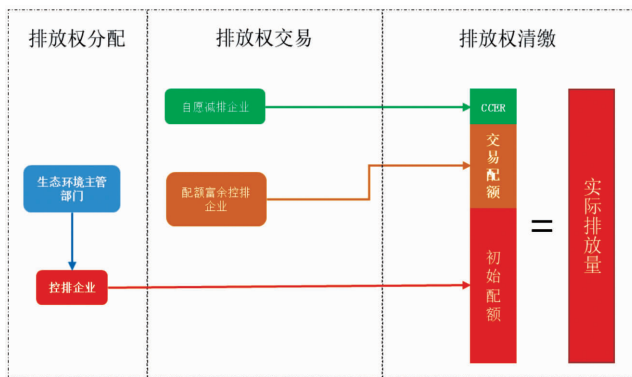 排放权分配
排放权交易
排放权清缴
自愿减排企业
CCER
交易配额
生态环境主管
部门
配额富余控排
企业
控排企业
初始配额
=
实际排放量